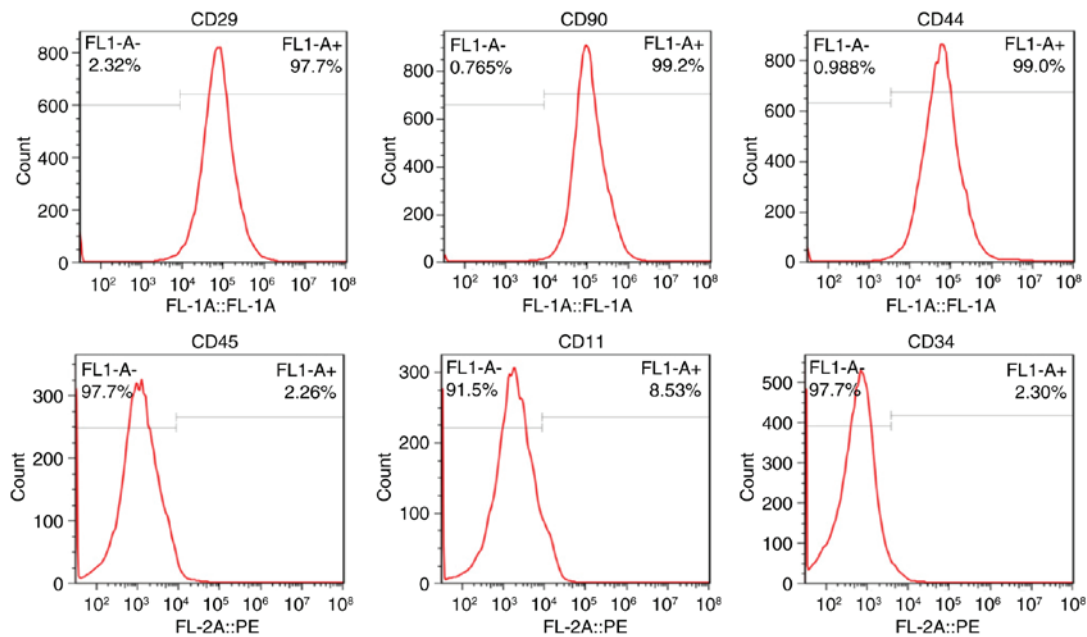 CD29
FL1-A- FL1-A+
2.32% 97.7%
800
600
400
200
0
Count
10² 10³ 10⁴ 10⁵ 10⁶ 10⁷ 10⁸
FL-1A::FL-1A
CD90
FL1-A- FL1-A+
0.765% 99.2%
800
600
400
200
0
Count
10² 10³ 10⁴ 10⁵ 10⁶ 10⁷ 10⁸
FL-1A::FL-1A
CD44
FL1-A- FL1-A+
0.988% 99.0%
800
600
400
200
0
Count
10² 10³ 10⁴ 10⁵ 10⁶ 10⁷ 10⁸
FL-1A::FL-1A
CD45
FL1-A- FL1-A+
97.7% 2.26%
300
200
100
0
Count
10² 10³ 10⁴ 10⁵ 10⁶ 10⁷ 10⁸
FL-2A::PE
CD11
FL1-A- FL1-A+
91.5% 8.53%
300
200
100
0
Count
10² 10³ 10⁴ 10⁵ 10⁶ 10⁷ 10⁸
FL-2A::PE
CD34
FL1-A- FL1-A+
97.7% 2.30%
500
400
300
200
100
0
Count
10² 10³ 10⁴ 10⁵ 10⁶ 10⁷ 10⁸
FL-2A::PE